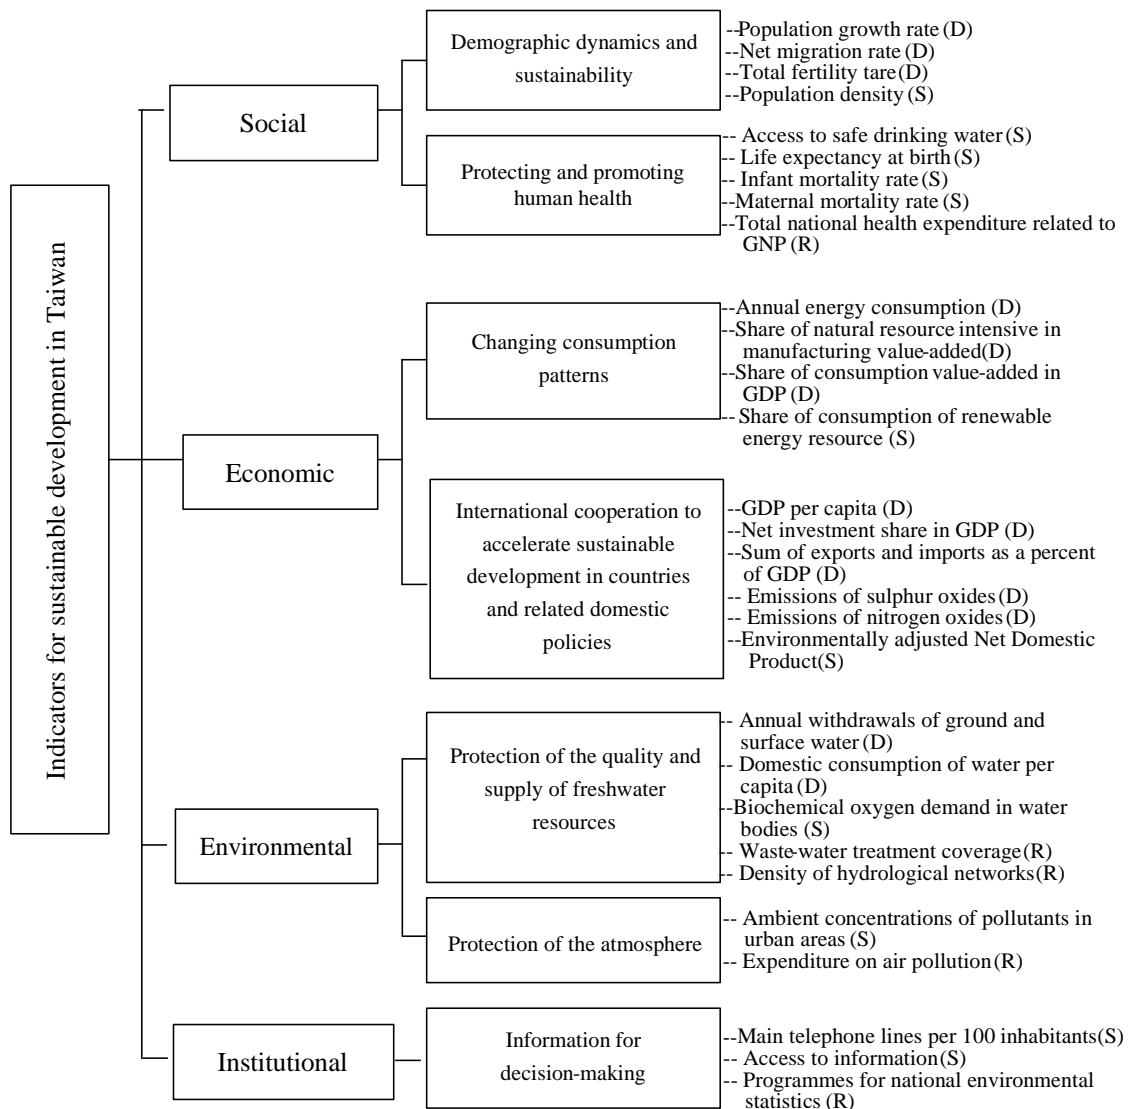 Indicators for sustainable development in Taiwan
Social
Demographic dynamics and
sustainability
--Population growth rate (D)
--Net migration rate (D)
--Total fertility tare (D)
--Population density (S)
Protecting and promoting
human health
-- Access to safe drinking water (S)
-- Life expectancy at birth (S)
-- Infant mortality rate (S)
--Maternal mortality rate (S)
--Total national health expenditure related to
GNP (R)
Economic
Changing consumption
patterns
--Annual energy consumption (D)
--Share of natural resource intensive in
manufacturing value-added(D)
--Share of consumption value-added in
GDP (D)
--Share of consumption of renewable
energy resource (S)
International cooperation to
accelerate sustainable
development in countries
and related domestic
policies
--GDP per capita (D)
--Net investment share in GDP (D)
--Sum of exports and imports as a percent
of GDP (D)
-- Emissions of sulphur oxides (D)
-- Emissions of nitrogen oxides (D)
--Environmentally adjusted Net Domestic
Product(S)
Environmental
Protection of the quality and
supply of freshwater
resources
-- Annual withdrawals of ground and
surface water (D)
-- Domestic consumption of water per
capita (D)
--Biochemical oxygen demand in water
bodies (S)
-- Waste-water treatment coverage (R)
-- Density of hydrological networks (R)
Protection of the atmosphere
-- Ambient concentrations of pollutants in
urban areas (S)
-- Expenditure on air pollution (R)
Institutional
Information for
decision-making
--Main telephone lines per 100 inhabitants(S)
-- Access to information (S)
-- Programmes for national environmental
statistics (R)